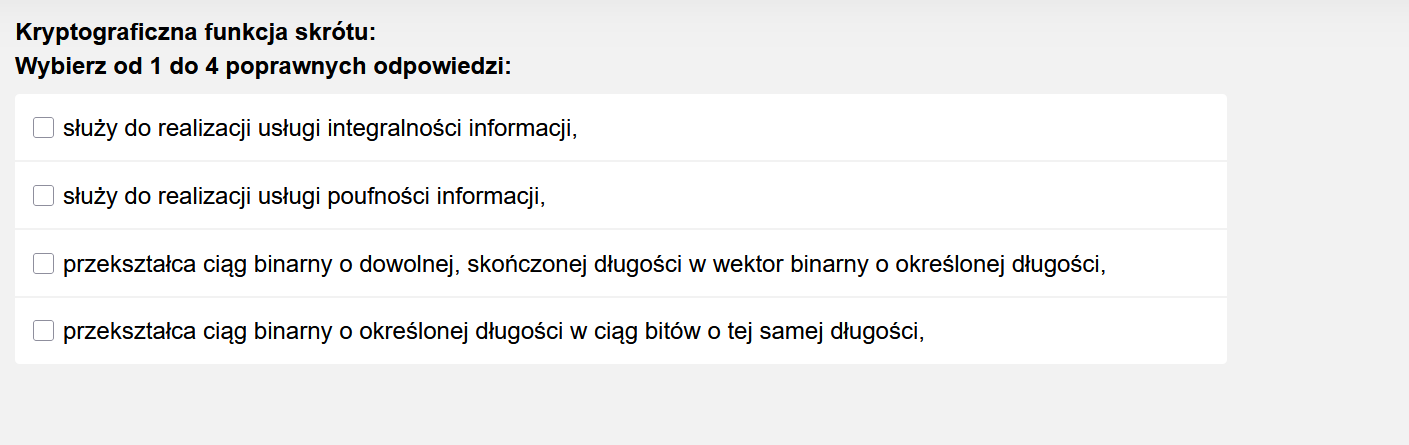 Kryptograficzna funkcja skrótu:
Wybierz od 1 do 4 poprawnych odpowiedzi:
służy do realizacji usługi integralności informacji,
służy do realizacji usługi poufności informacji,
przekształca ciąg binarny o dowolnej, skończonej długości w wektor binarny o określonej długości,
przekształca ciąg binarny o określonej długości w ciąg bitów o tej samej długości,